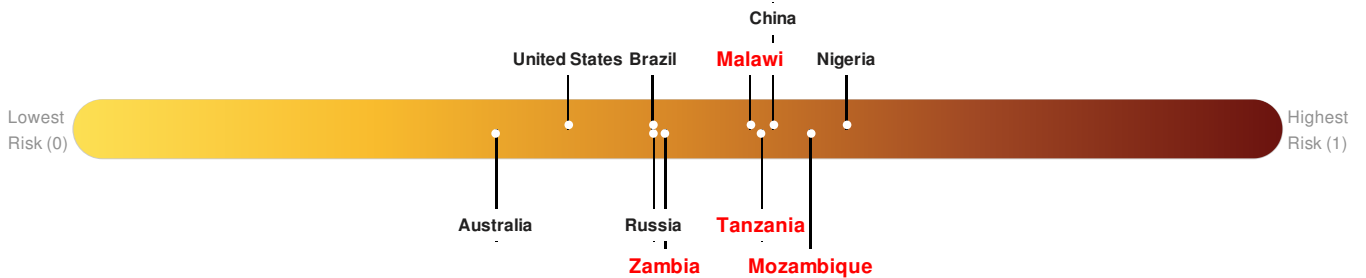 China
United States Brazil Malawi Nigeria
Lowest
Risk (0)
Highest
Risk (1)
Australia Russia Tanzania
Zambia Mozambique